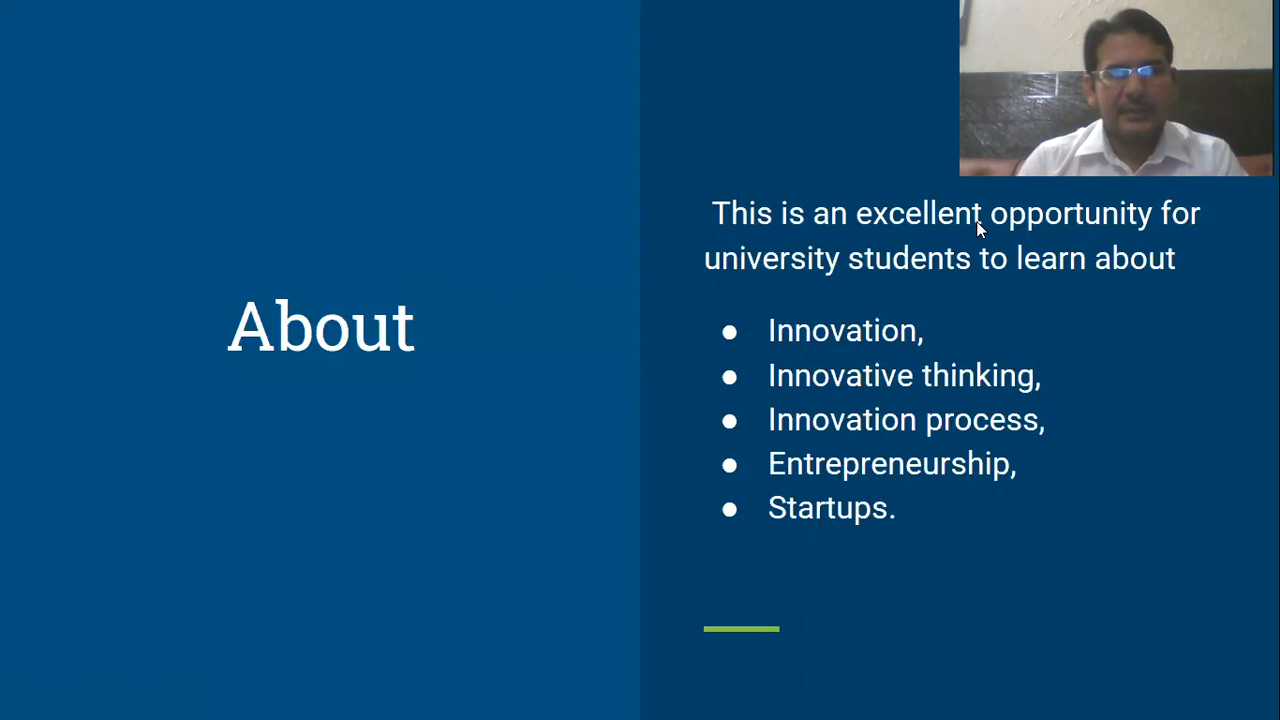 About
This is an excellent opportunity for
university students to learn about
● Innovation,
● Innovative thinking,
● Innovation process,
● Entrepreneurship,
● Startups.